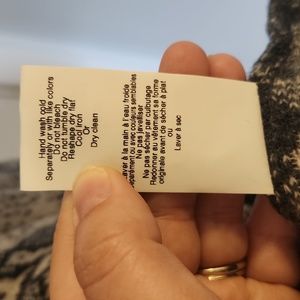 Hand wash cold
Separately or with like colors
Do not bleach
Do not tumble dry
Reshape dry flat
Cool iron
Or
Dry clean
Laver à la main à l'eau froide
séparément ou avec couleurs semblables
Ne pas javelliser
Ne pas sécher par culbutage
Redonner au vêtement sa forme
originale avant de sécher à plat
ou
Laver à sec